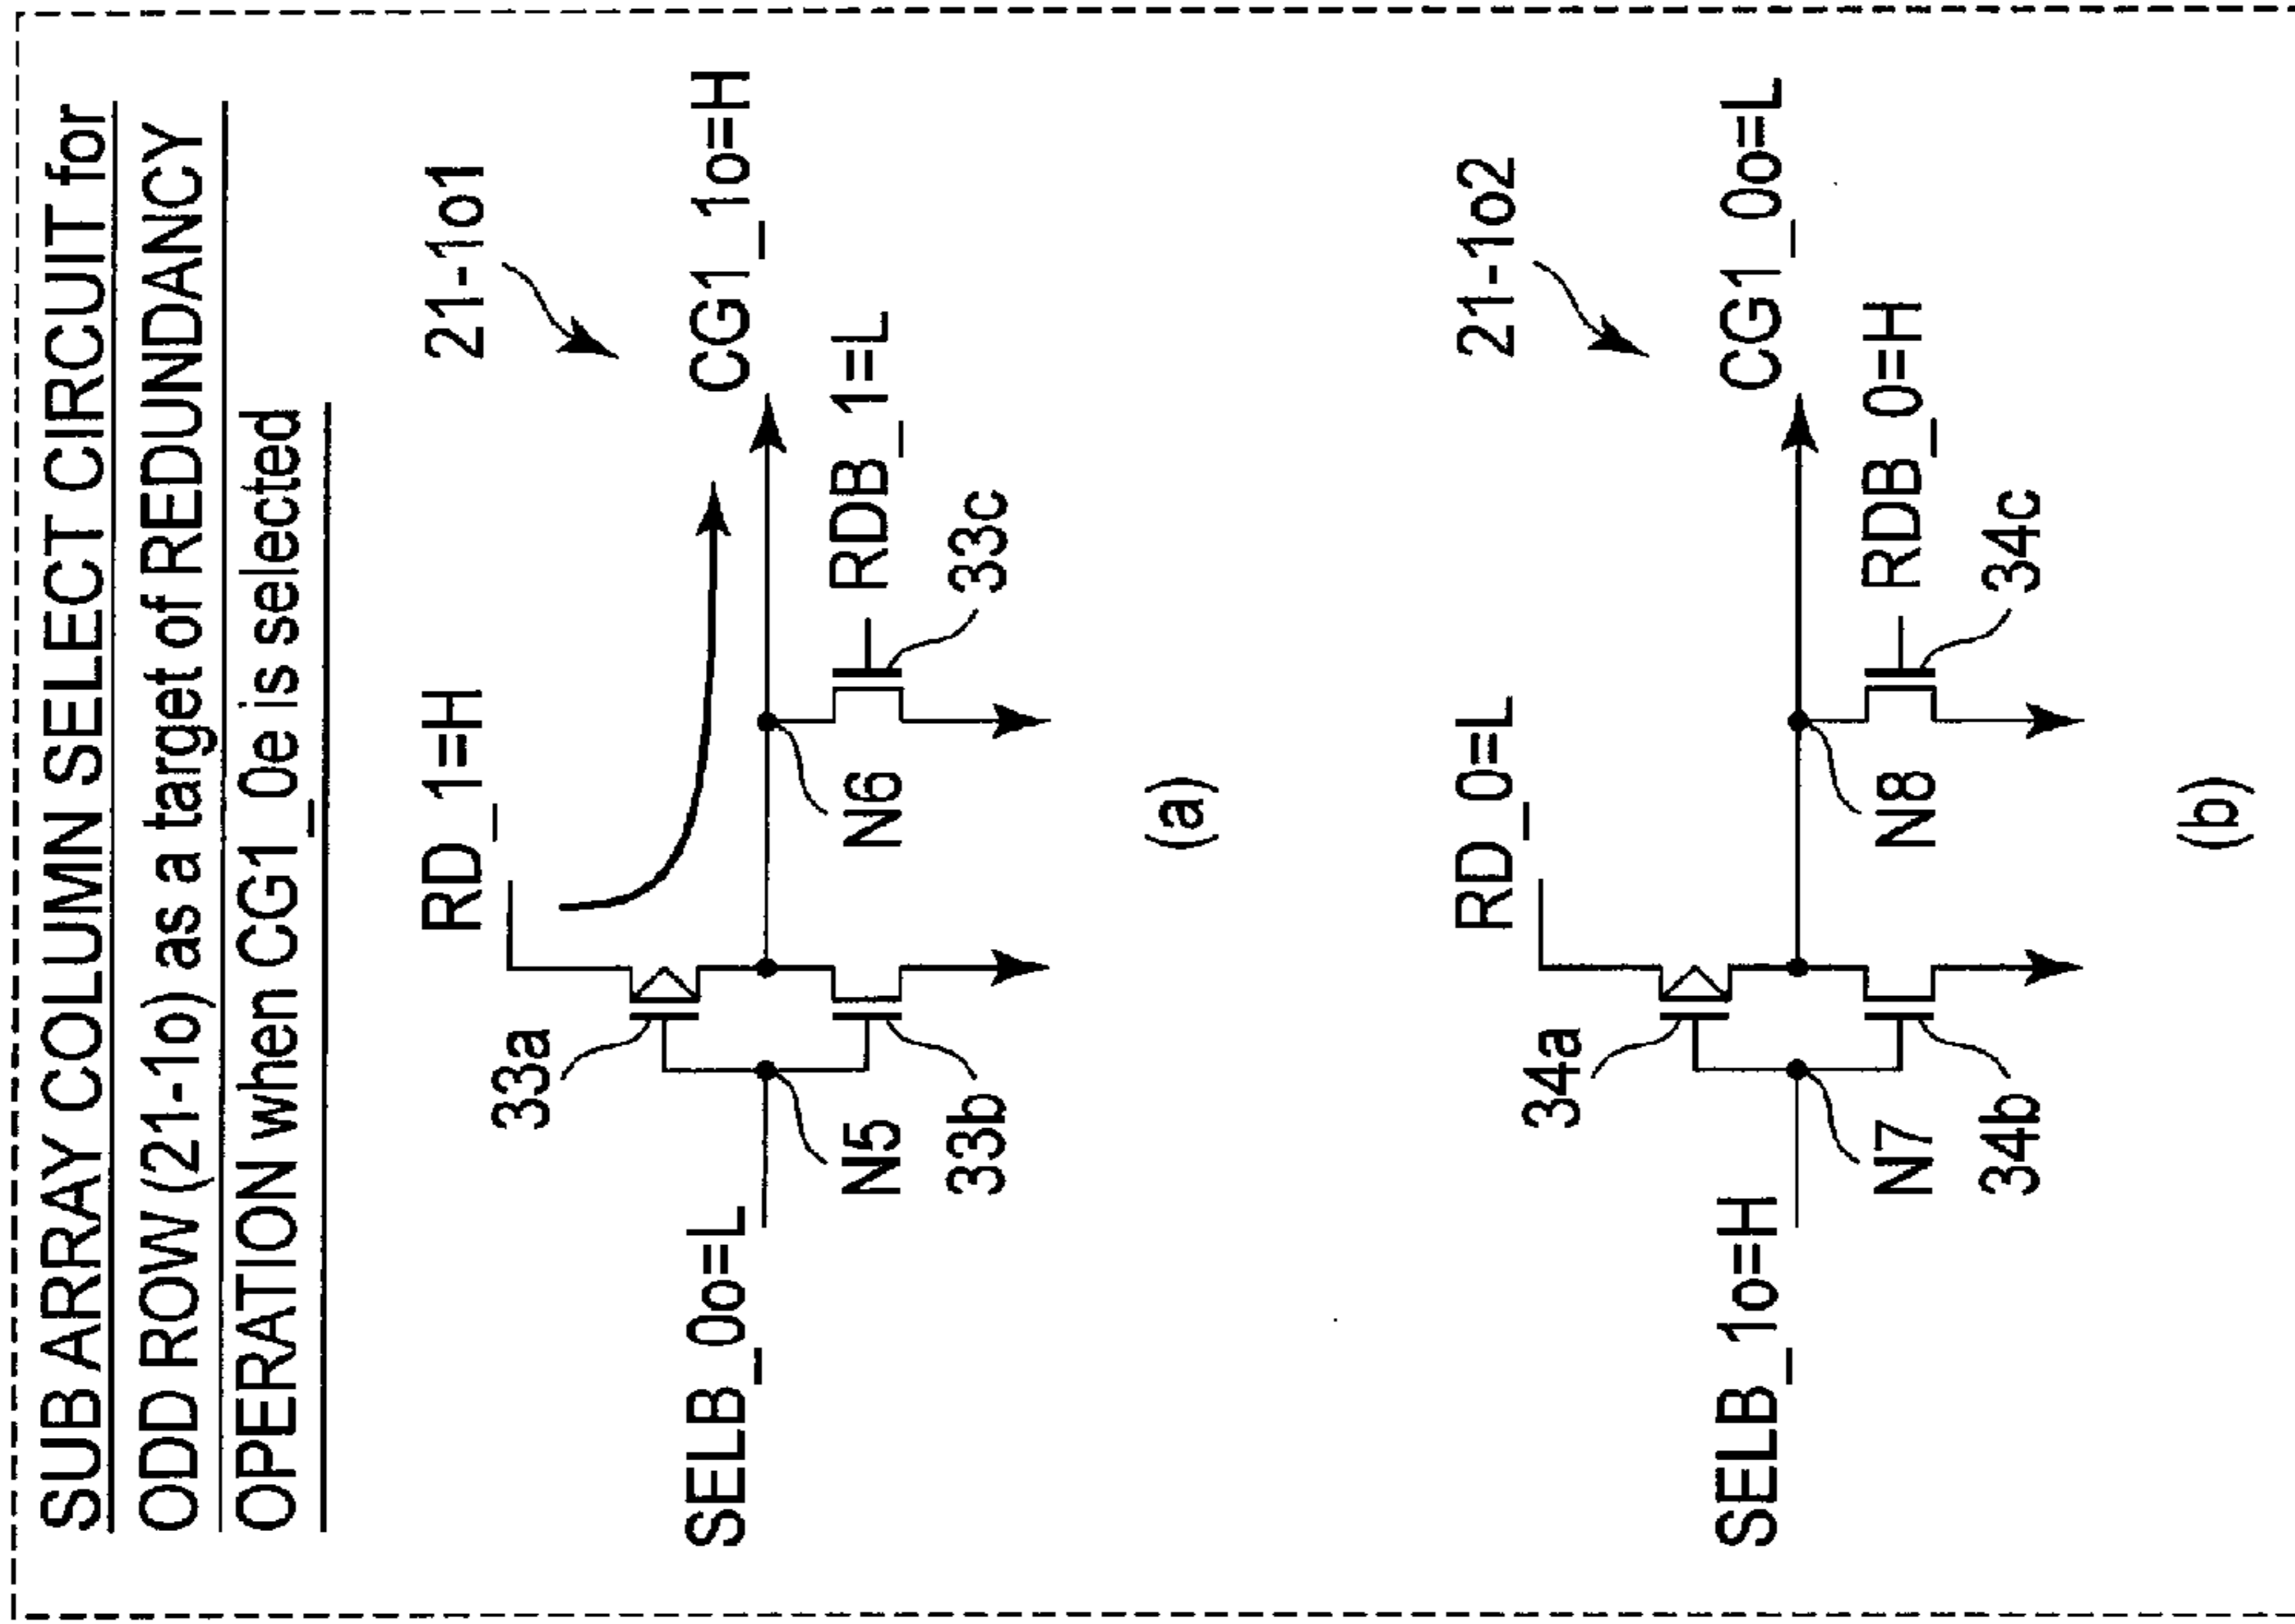 SUB ARRAY COLUMN SELECT CIRCUIT for
ODD ROW (21-1o) as a target of REDUNDANCY
OPERATION when CG1_0e is selected
21-1o1
RD_1=H
33a
SELB_0o=L
CG1_1o=H
N5
N6
RDB_1=L
33b
33c
(a)
21-1o2
RD_0=L
34a
SELB_1o=H
CG1_0o=L
N7
N8
RDB_0=H
34b
34c
(b)